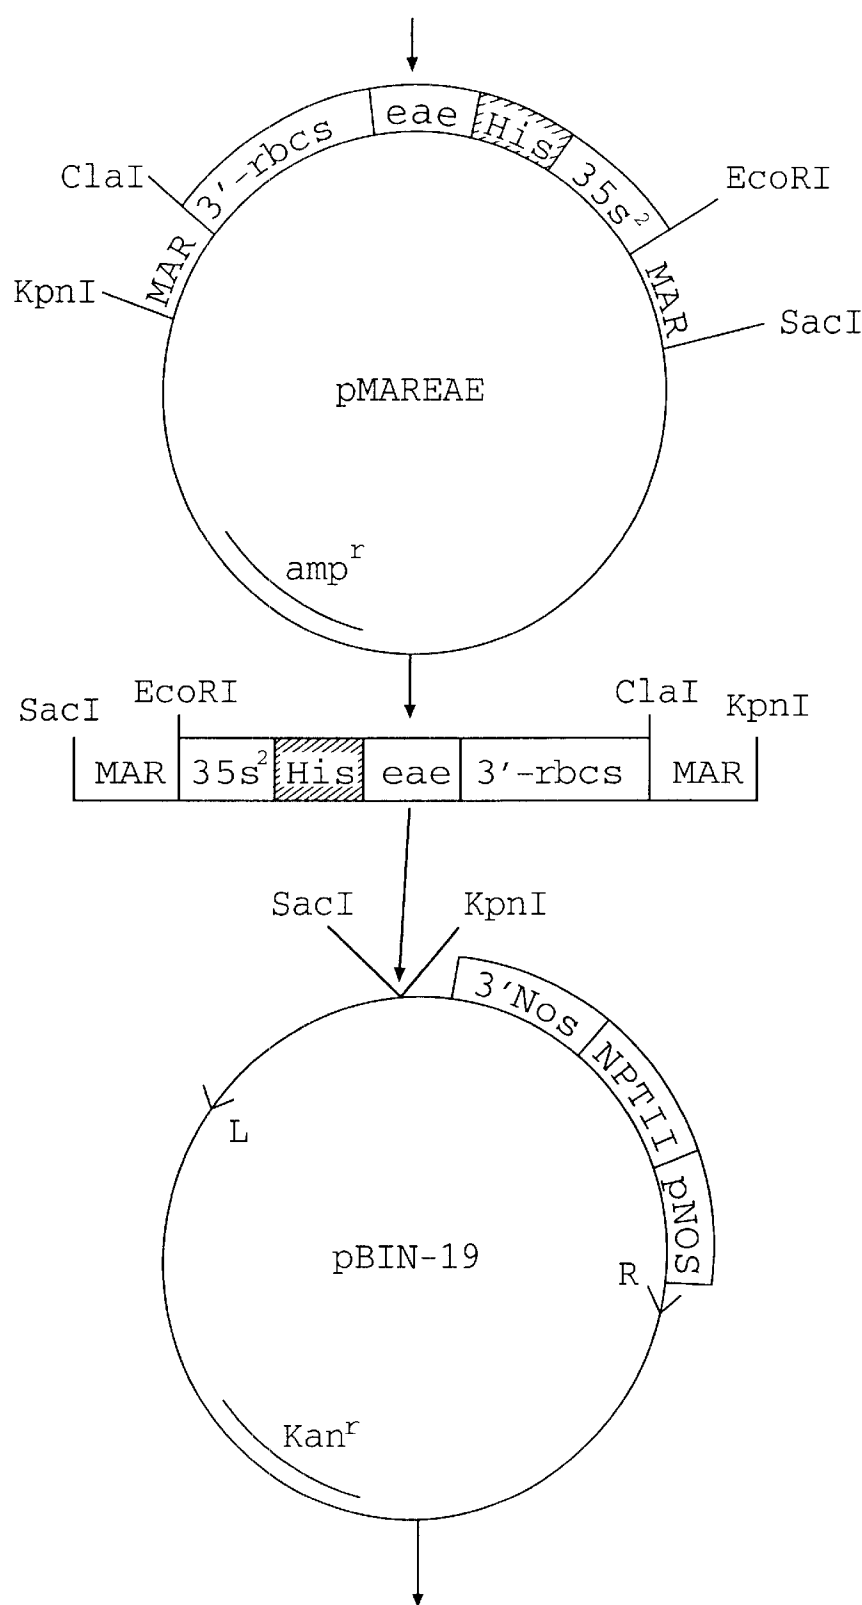 eae
His
3'-rbcs
35s²
ClaI
EcoRI
MAR
MAR
KpnI
SacI
pMAREAE
ampʳ
EcoRI
ClaI
SacI
KpnI
MAR 35s² His eae 3'-rbcs MAR
SacI KpnI
3'Nos
NPTII
L
pNOS
pBIN-19
R
Kanʳ